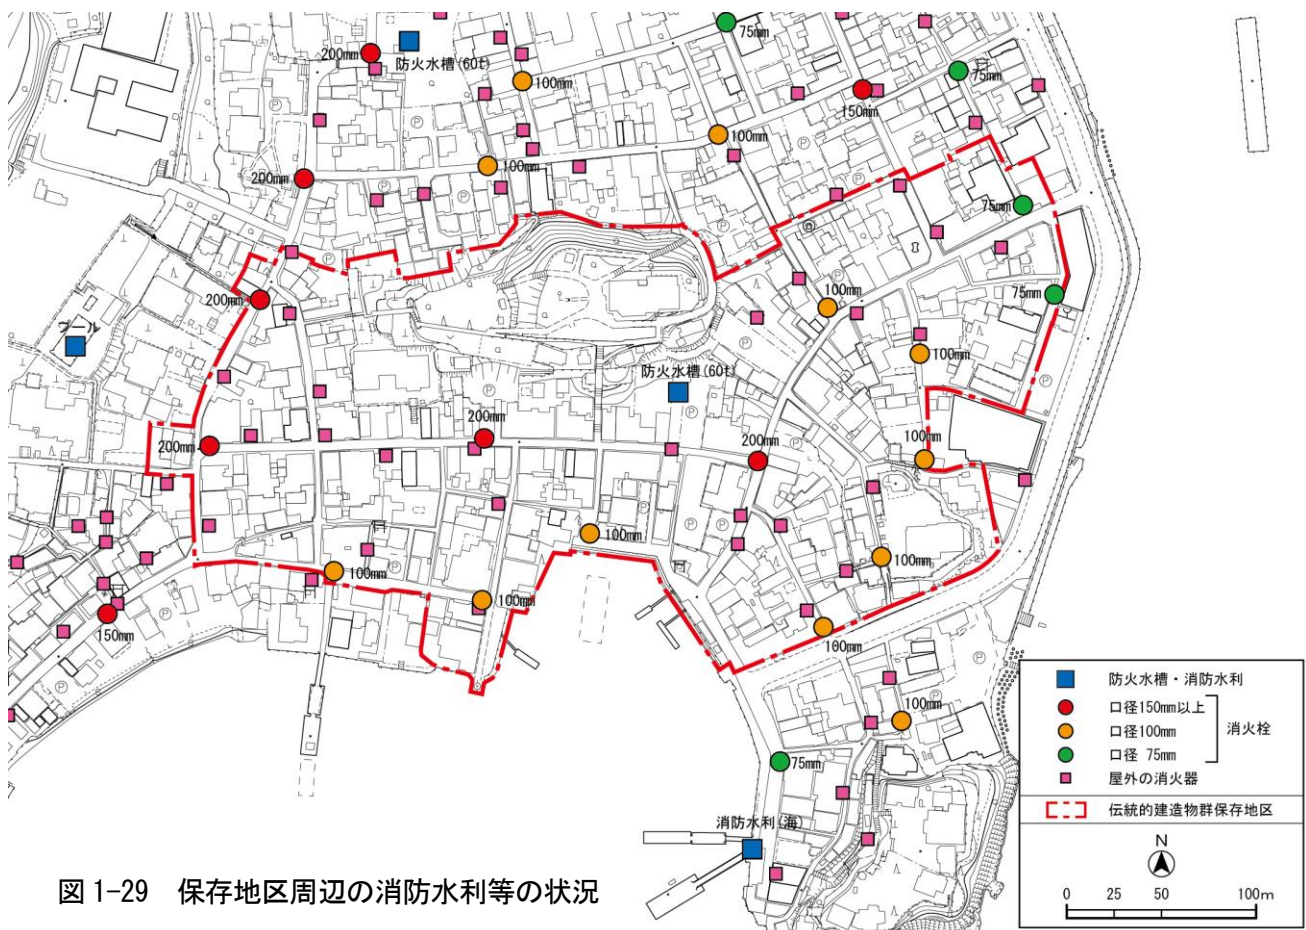 75mm
200mm
防火水槽(60t)
75mm
100mm
150mm
100mm
100mm
200mm
75mm
200mm
75mm
100mm
プール
100mm
防火水槽(60t)
200mm
200mm
200mm
100mm
100mm
100mm
100mm
100mm
150mm
100mm
100mm
75mm
消防水利(海)
防火水槽・消防水利
口径150mm以上
口径100mm
口径 75mm
消火栓
屋外の消火器
伝統的建造物群保存地区
N
0 25 50 100m
図1-29 保存地区周辺の消防水利等の状況